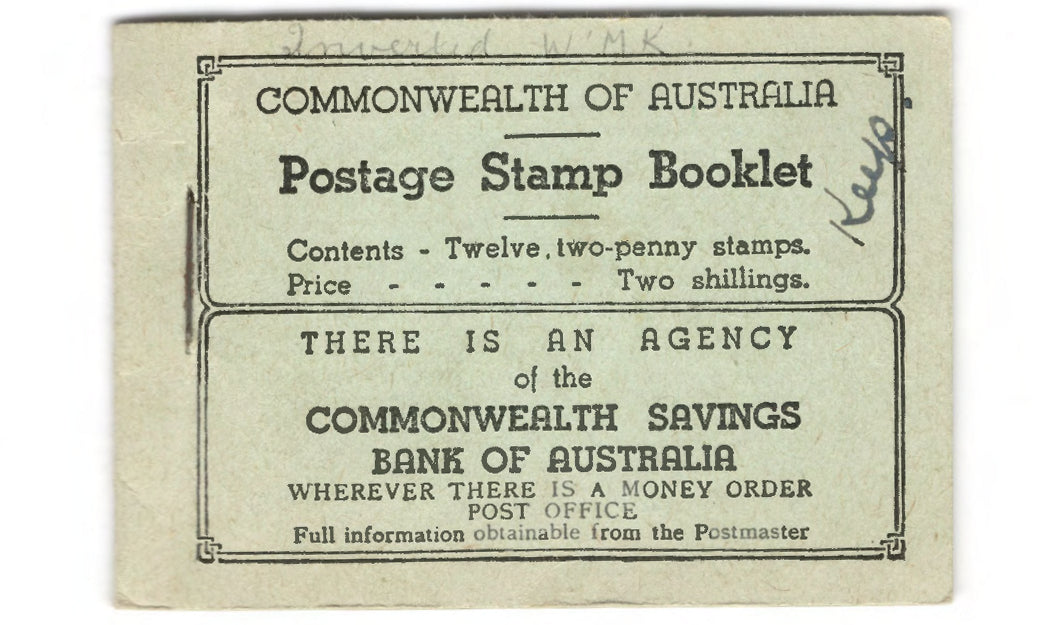 Inverted W'M K.
COMMONWEALTH OF AUSTRALIA
Keep.
Postage Stamp Booklet
Contents - Twelve, two-penny stamps.
Price - - - - - Two shillings.
THERE IS AN AGENCY
of the
COMMONWEALTH SAVINGS
BANK OF AUSTRALIA
WHEREVER THERE IS A MONEY ORDER
POST OFFICE
Full information obtainable from the Postmaster